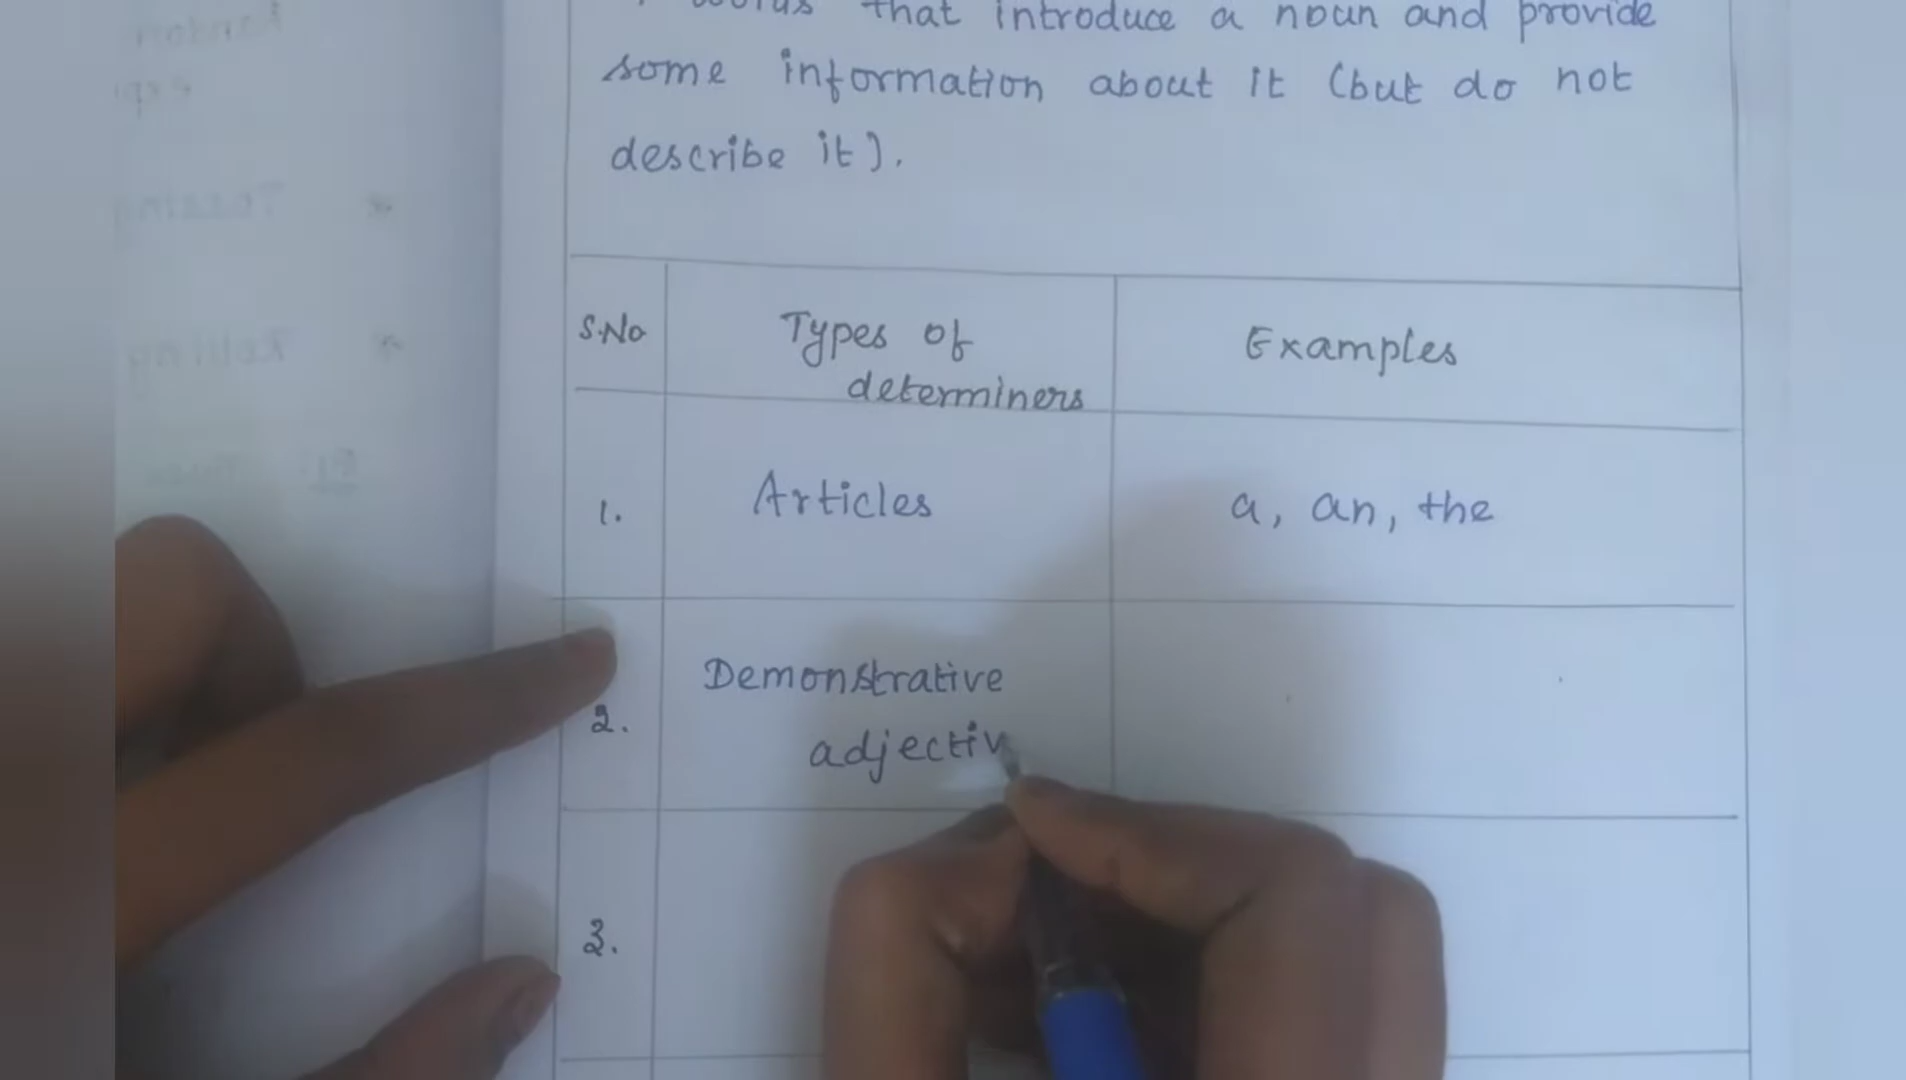 that introduce a noun and provide
some information about it (but do not
describe it).
S.No
Types of
determiners
Examples
1.
Articles
a, an, the
2.
Demonstrative
adjectiv
3.